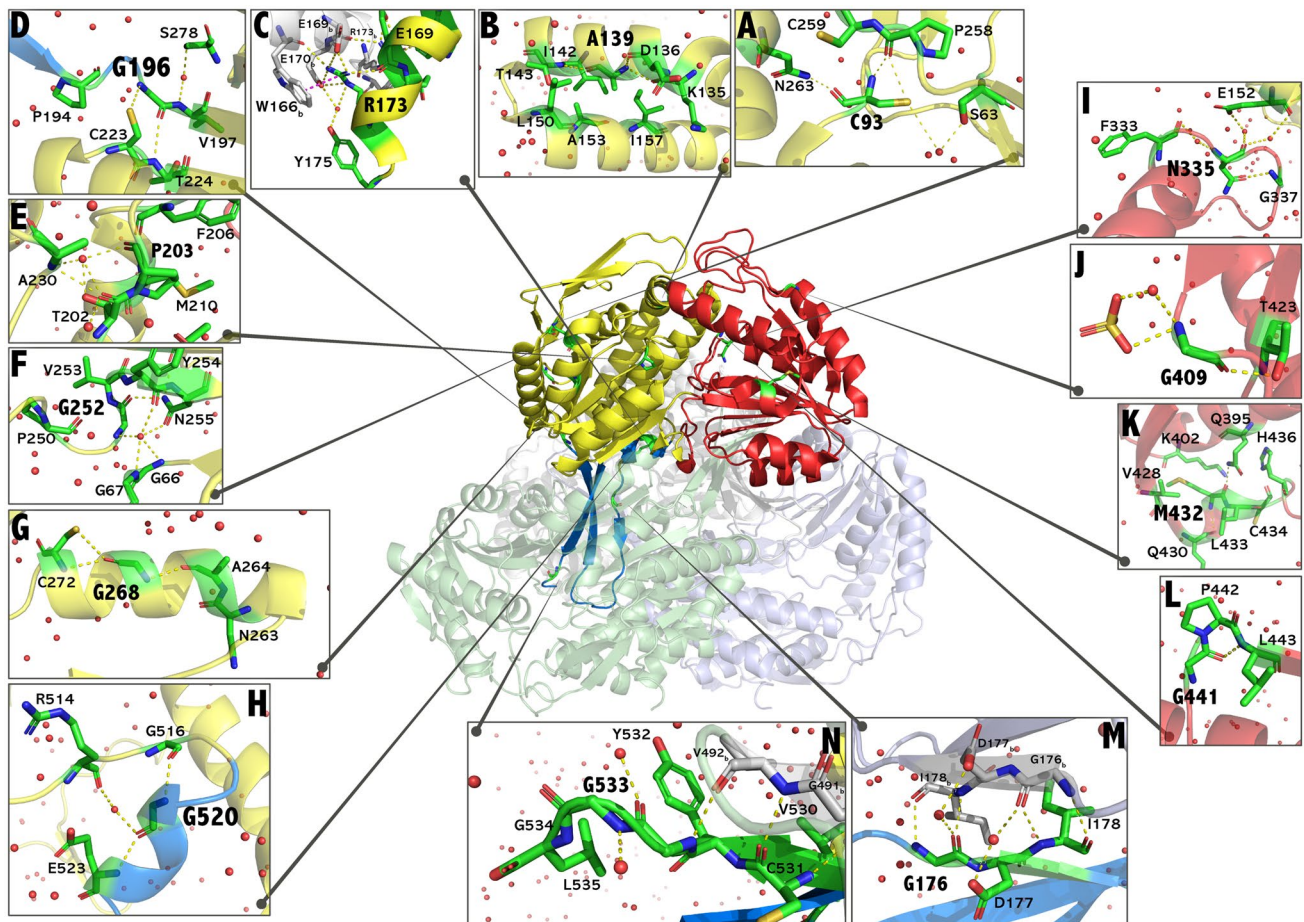 D
S278
G196
P194
C223
V197
T224
C
E169b
R173b
E169
E170b
W166b
R173
Y175
B
I142
A139
D136
T143
K135
L150
A153
I157
A
C259
P258
N263
C93
S63
I
E152
F333
N335
G337
E
F206
P203
A230
M210
T202
J
T423
G409
F
V253
Y254
G252
N255
P250
G67
G66
K
Q395
K402
H436
V428
M432
C434
L433
Q430
G
C272
G268
A264
N263
L
P442
L443
G441
H
R514
G516
G520
E523
N
Y532
V492b
G533
G491b
V530
G534
C531
L535
M
D177b
G176b
I178b
I178
G176
D177